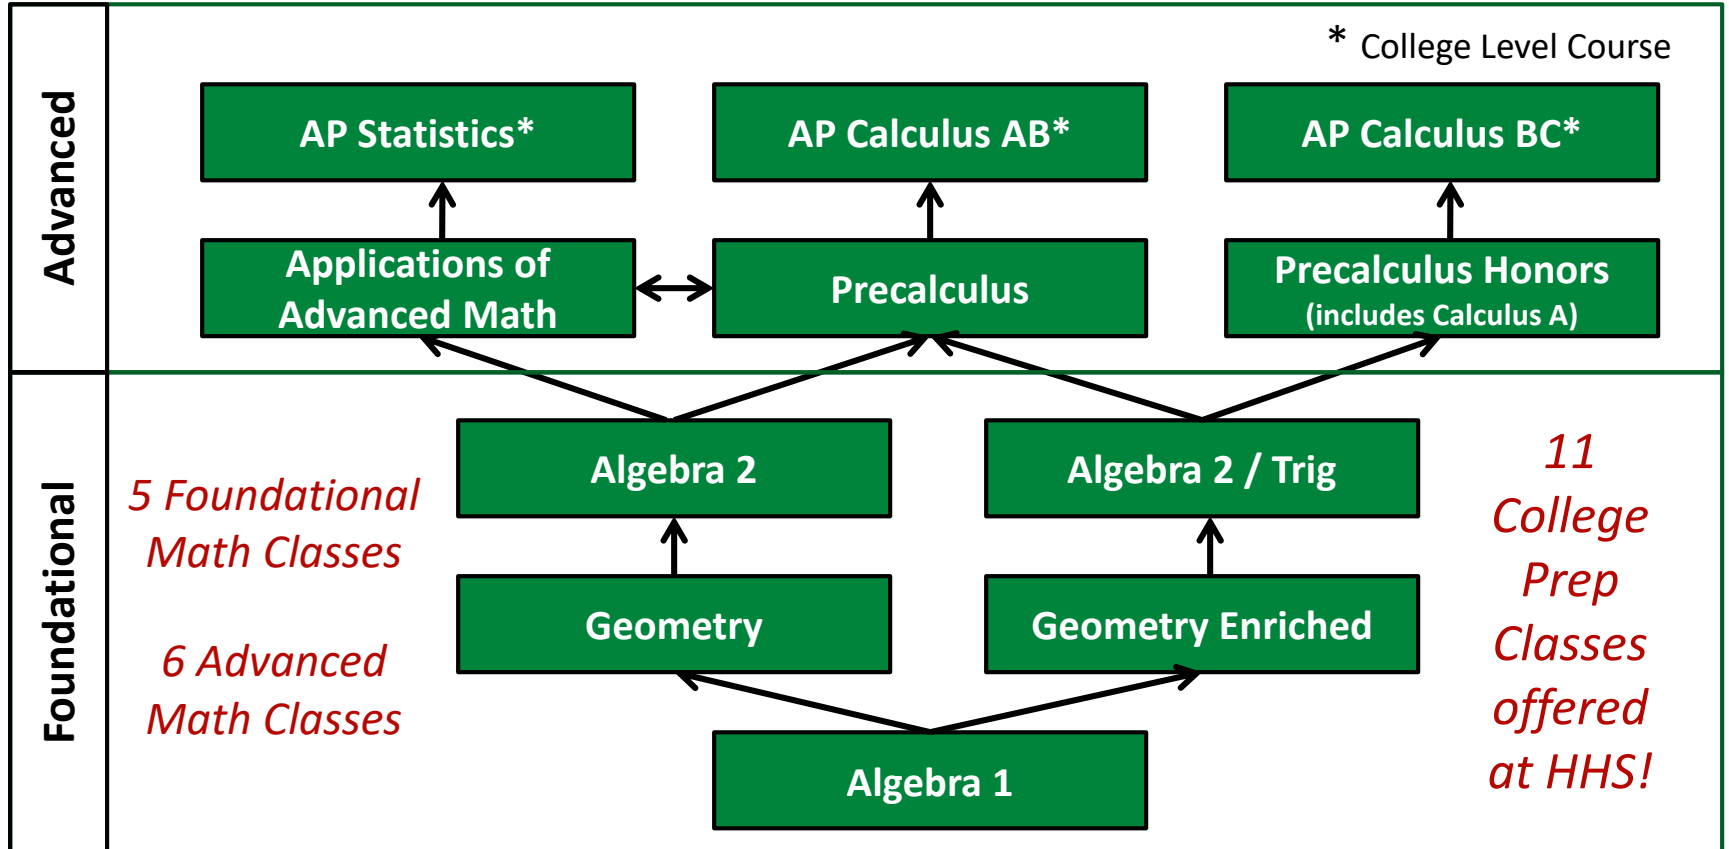 Advanced
* College Level Course
AP Statistics*
AP Calculus AB*
AP Calculus BC*
Applications of
Advanced Math
Precalculus
Precalculus Honors
(includes Calculus A)
Foundational
5 Foundational
Math Classes
6 Advanced
Math Classes
Algebra 2
Algebra 2 / Trig
Geometry
Geometry Enriched
Algebra 1
11
College
Prep
Classes
offered
at HHS!